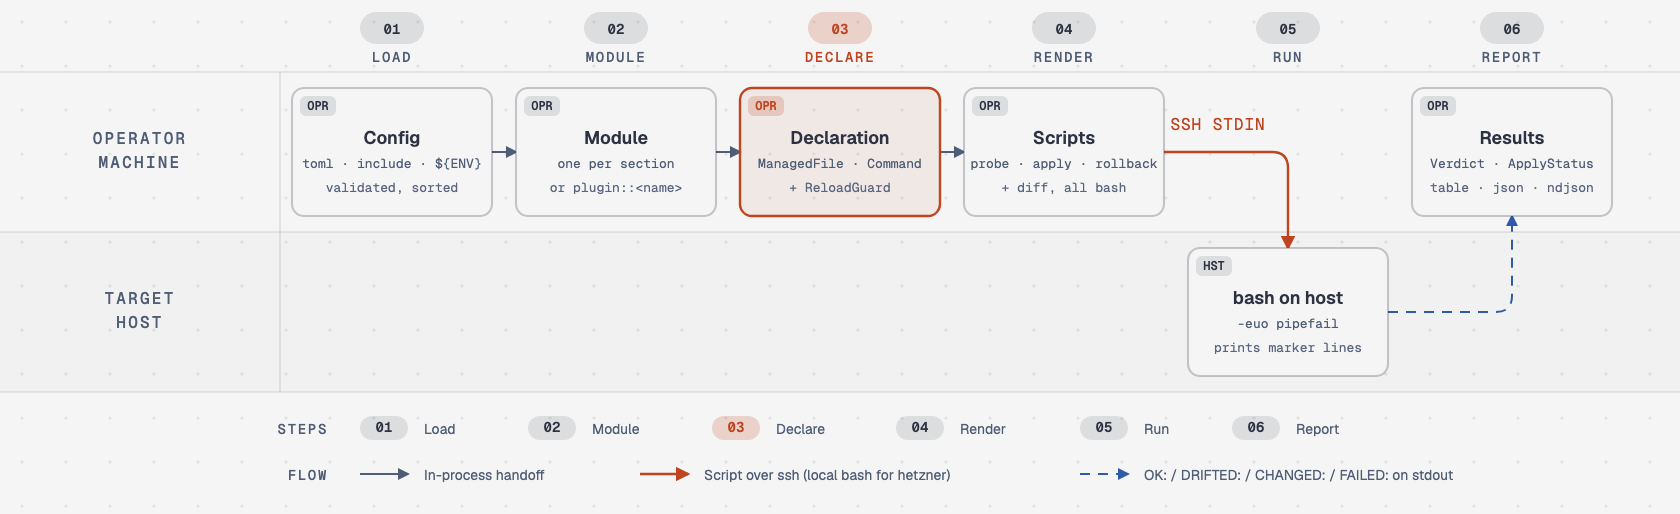 01
02
03
04
05
06
LOAD
MODULE
DECLARE
RENDER
RUN
REPORT
OPERATOR
MACHINE
OPR
Config
toml · include · ${ENV}
validated, sorted
OPR
Module
one per section
or plugin::<name>
OPR
Declaration
ManagedFile · Command
+ ReloadGuard
OPR
Scripts
probe · apply · rollback
+ diff, all bash
SSH STDIN
OPR
Results
Verdict · ApplyStatus
table · json · ndjson
TARGET
HOST
HST
bash on host
-euo pipefail
prints marker lines
STEPS 01 Load 02 Module 03 Declare 04 Render 05 Run 06 Report
FLOW In-process handoff Script over ssh (local bash for hetzner) OK: / DRIFTED: / CHANGED: / FAILED: on stdout